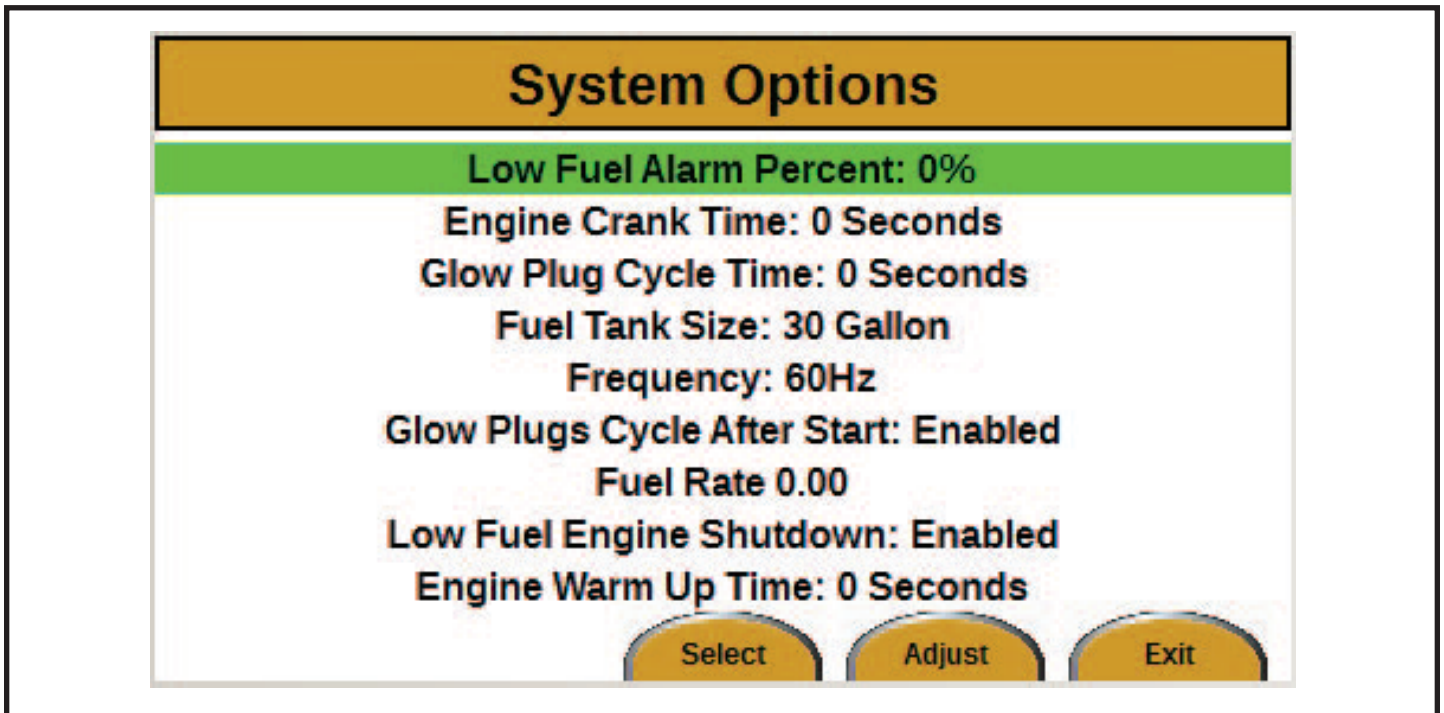 System Options
Low Fuel Alarm Percent: 0%
Engine Crank Time: 0 Seconds
Glow Plug Cycle Time: 0 Seconds
Fuel Tank Size: 30 Gallon
Frequency: 60Hz
Glow Plugs Cycle After Start: Enabled
Fuel Rate 0.00
Low Fuel Engine Shutdown: Enabled
Engine Warm Up Time: 0 Seconds
Select Adjust Exit